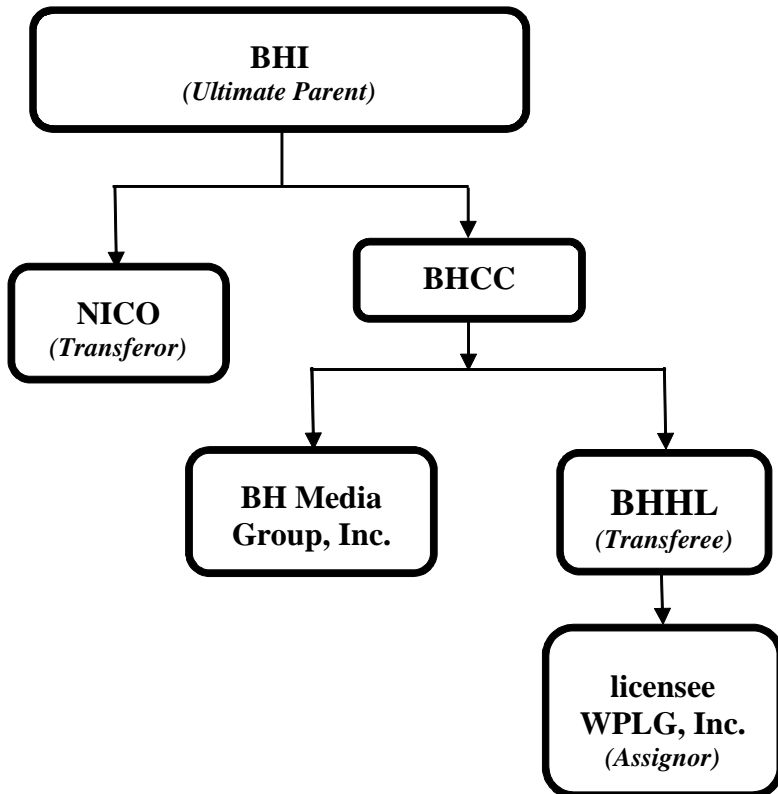 BHI
(Ultimate Parent)
NICO
(Transferor)
BHCC
BH Media
Group, Inc.
BHHL
(Transferee)
licensee
WPLG, Inc.
(Assignor)